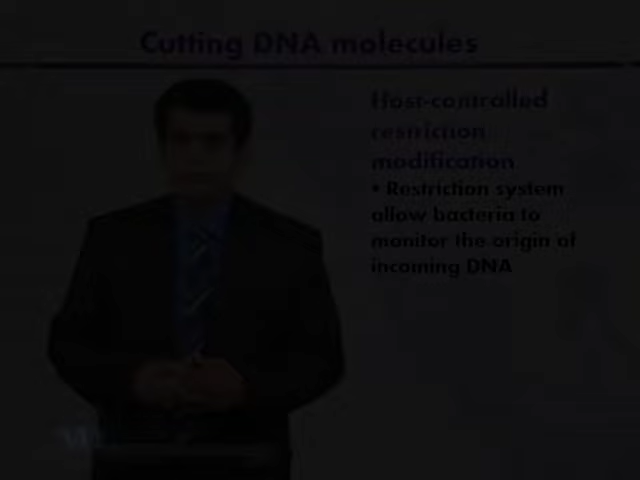 Cutting DNA molecules
Host-controlled
restriction
modification
• Restriction system
allow bacteria to
monitor the origin of
incoming DNA